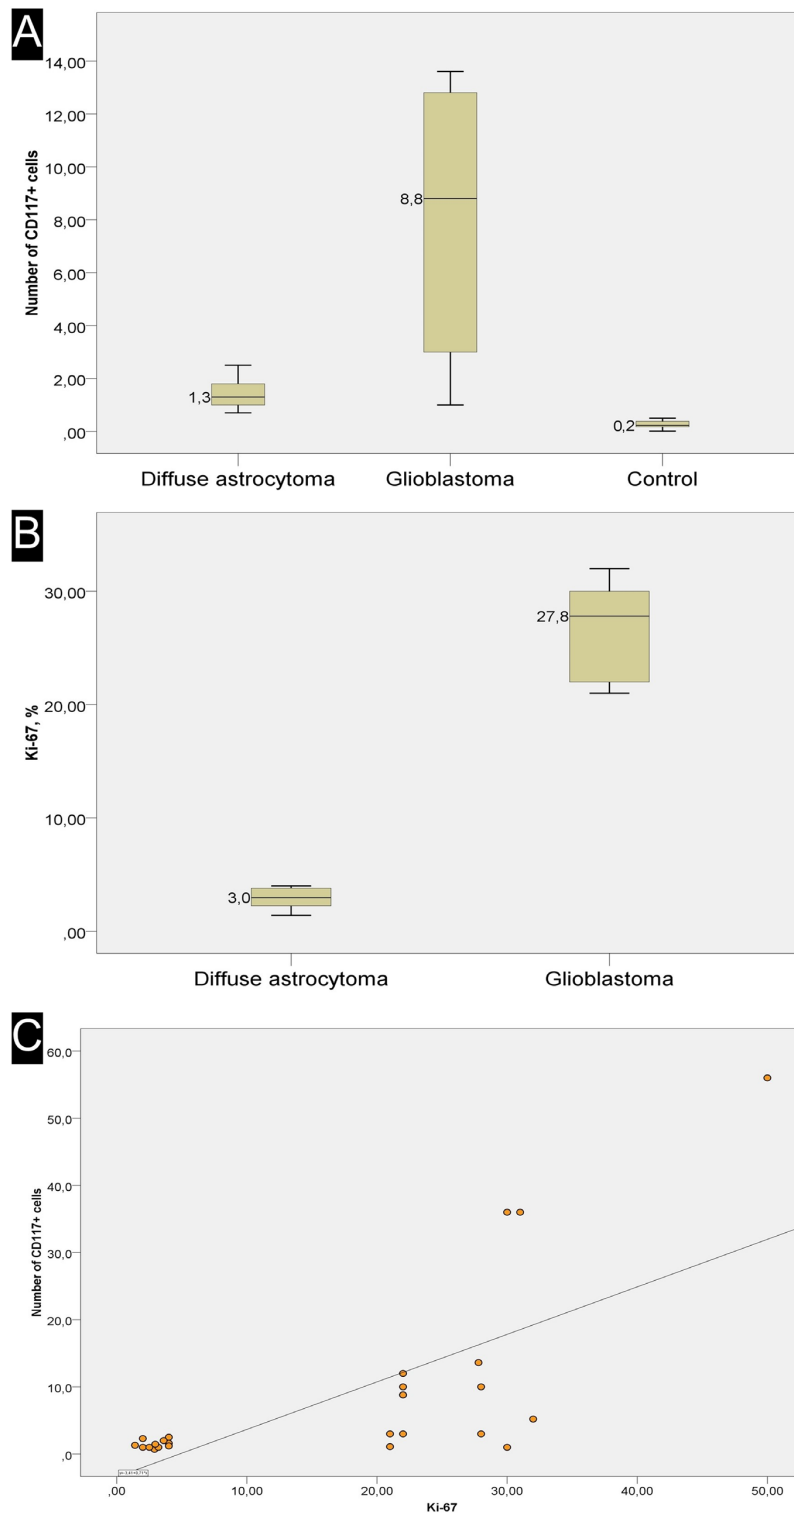 A
Number of CD117+ cells
14,00
12,00
10,00
8,00
6,00
4,00
2,00
,00
8,8
1,3
0,2
Diffuse astrocytoma Glioblastoma Control
B
Ki-67, %
30,00
20,00
10,00
,00
27,8
3,0
Diffuse astrocytoma Glioblastoma
C
Number of CD117+ cells
60,0
50,0
40,0
30,0
20,0
10,0
,0
,00 10,00 20,00 30,00 40,00 50,00
Ki-67